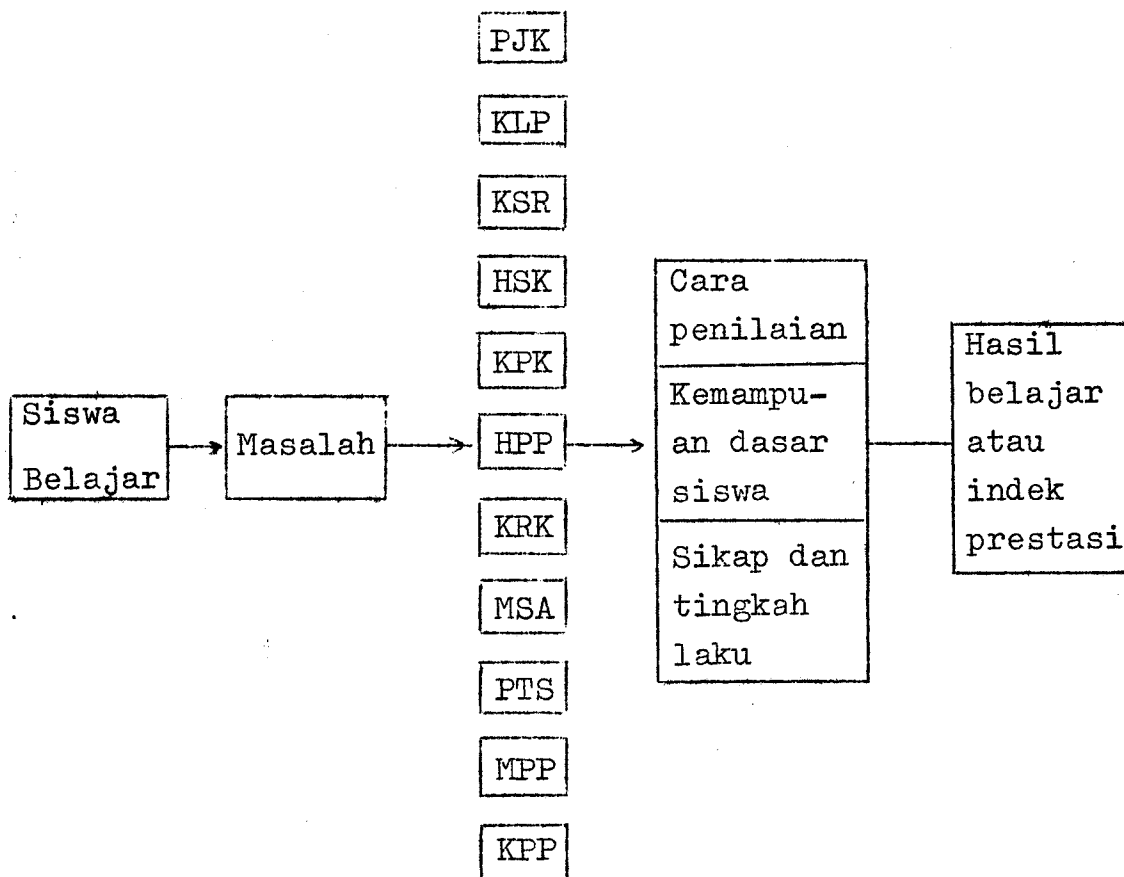 PJK
KLP
KSR
HSK
KPK
HPP
KRK
MSA
PTS
MPP
KPP
Siswa
Belajar
Masalah
Cara
penilaian
Kemampu-
an dasar
siswa
Sikap dan
tingkah
laku
Hasil
belajar
atau
indek
prestasi